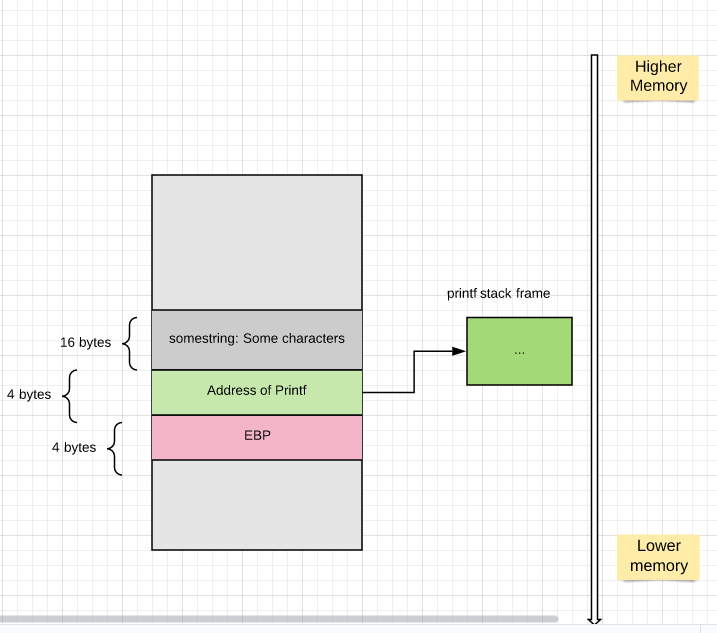 Higher
Memory
printf stack frame
16 bytes
somestring: Some characters
...
4 bytes
Address of Printf
4 bytes
EBP
Lower
memory